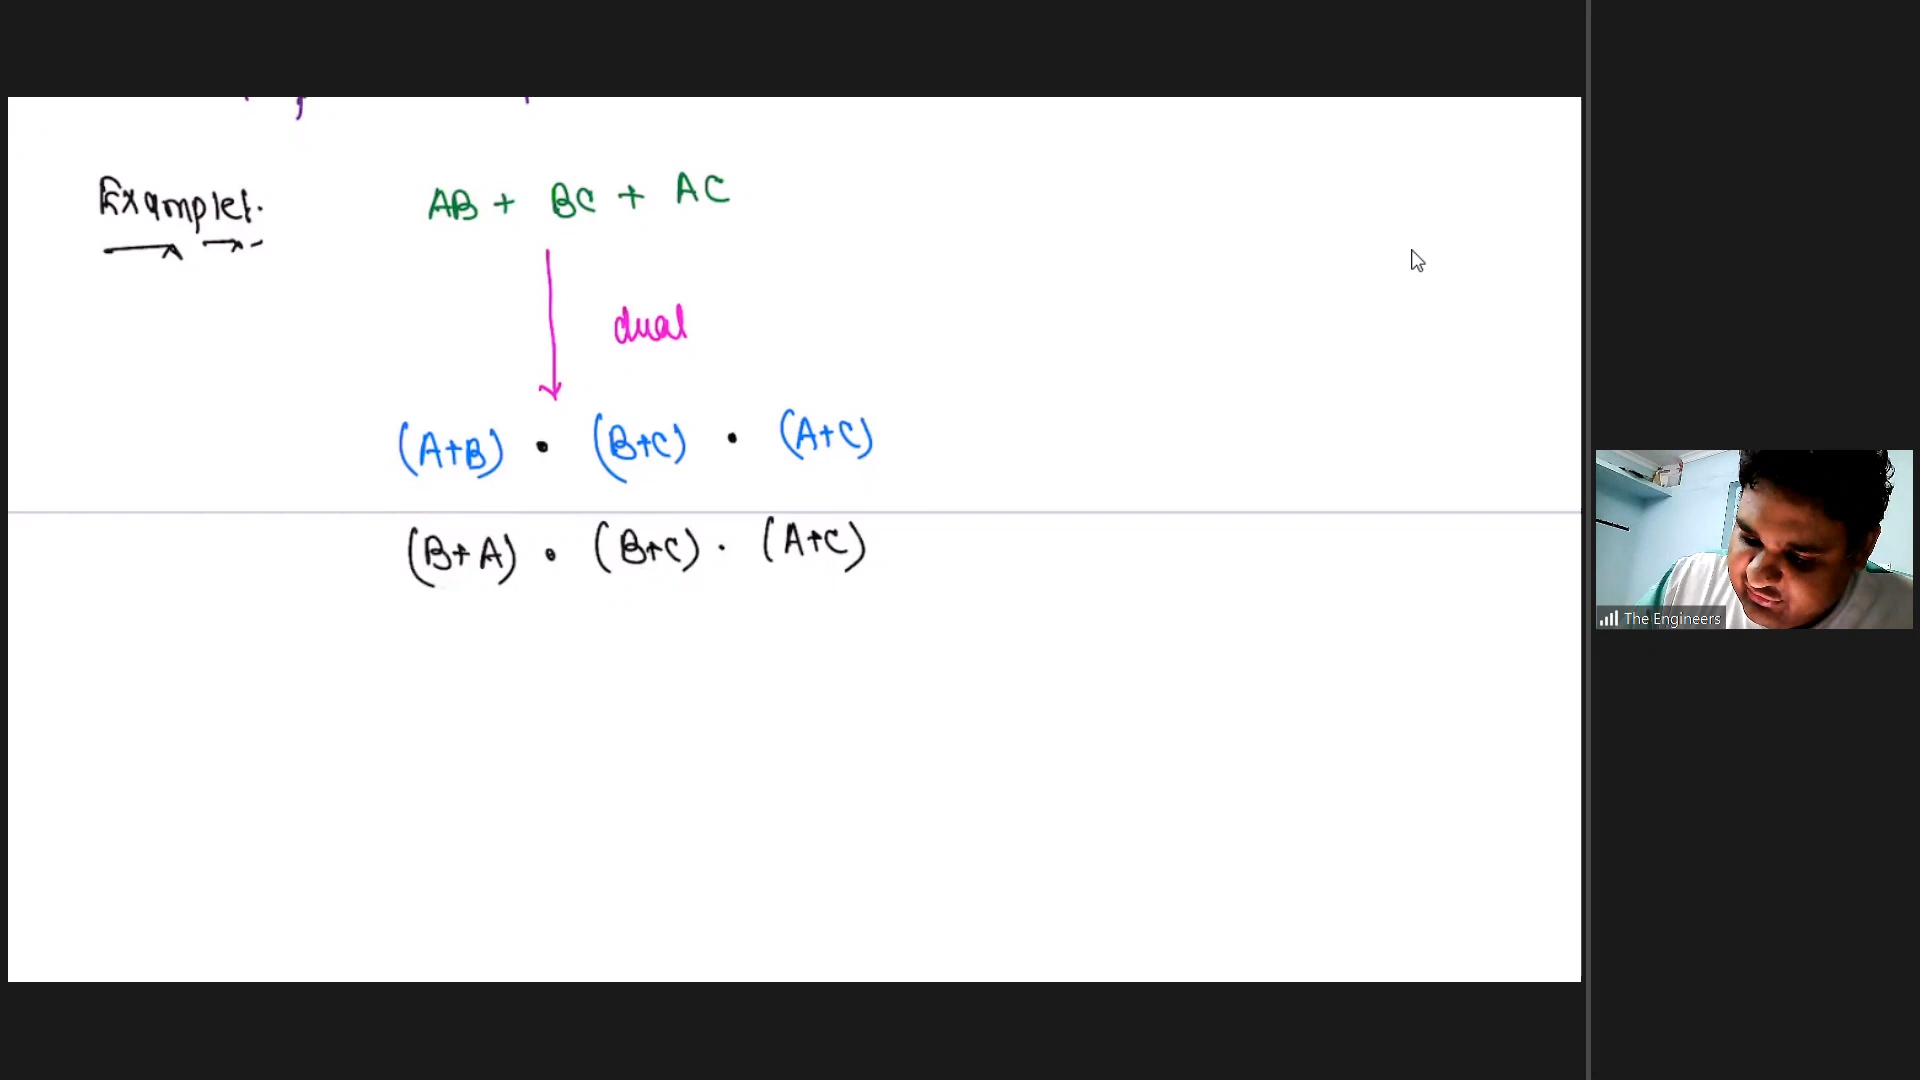 Example:
AB + BC + AC
dual
(A+B) • (B+C) • (A+C)
(B+A) • (B+C) • (A+C)
The Engineers